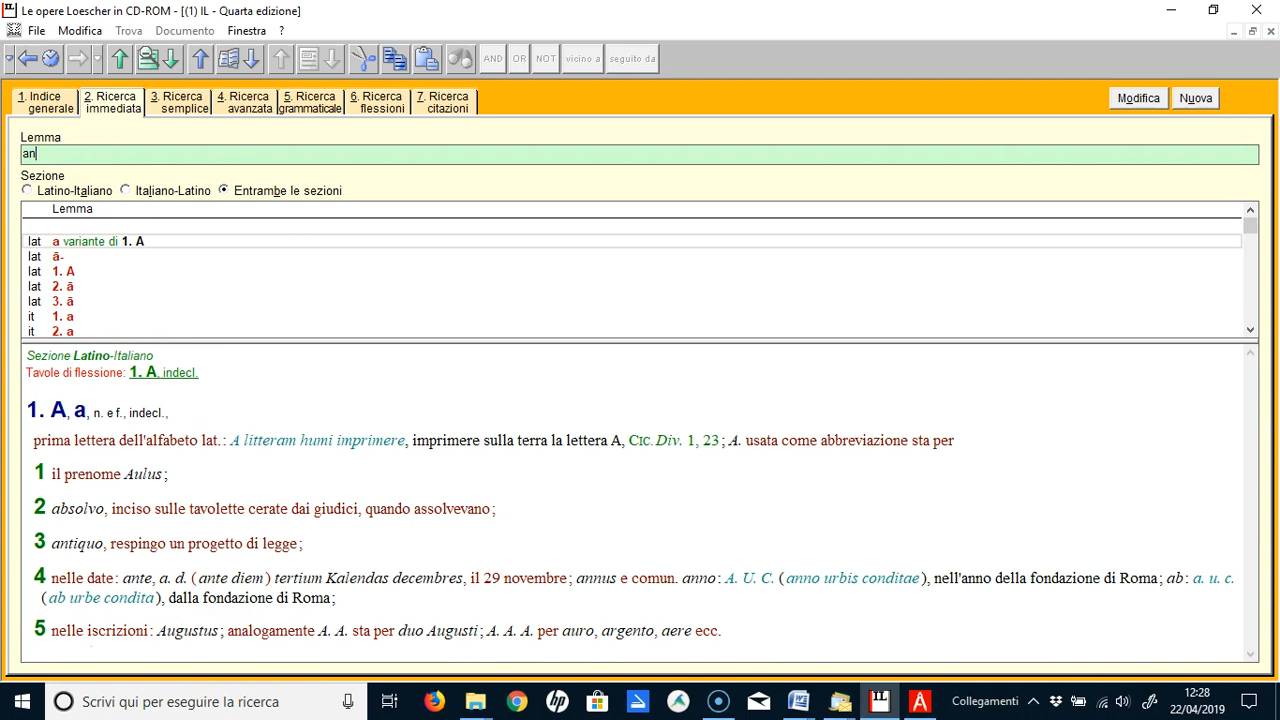 Le opere Loescher in CD-ROM - [(1) IL - Quarta edizione]
File Modifica Trova Documento Finestra ?
AND OR NOT vicino a seguito da
1. Indice generale 2. Ricerca immediata 3. Ricerca semplice 4. Ricerca avanzata 5. Ricerca grammaticale 6. Ricerca flessioni 7. Ricerca citazioni Modifica Nuova
Lemma
an
Sezione
Latino-Italiano Italiano-Latino Entrambe le sezioni
Lemma
lat a variante di 1. A
lat ā-
lat 1. A
lat 2. ā
lat 3. ā
it 1. a
it 2. a
Sezione Latino-Italiano
Tavole di flessione: 1. A, indecl.
1. A, a, n. e f., indecl.,
prima lettera dell'alfabeto lat.: A litteram humi imprimere, imprimere sulla terra la lettera A, CIC. Div. 1, 23; A. usata come abbreviazione sta per
1 il prenome Aulus;
2 absolvo, inciso sulle tavolette cerate dai giudici, quando assolvevano;
3 antiquo, respingo un progetto di legge;
4 nelle date: ante, a. d. (ante diem) tertium Kalendas decembres, il 29 novembre; annus e comun. anno: A. U. C. (anno urbis conditae), nell'anno della fondazione di Roma; ab: a. u. c.
(ab urbe condita), dalla fondazione di Roma;
5 nelle iscrizioni: Augustus; analogamente A. A. sta per duo Augusti; A. A. A. per auro, argento, aere ecc.
Scrivi qui per eseguire la ricerca
Collegamenti
12:28
22/04/2019